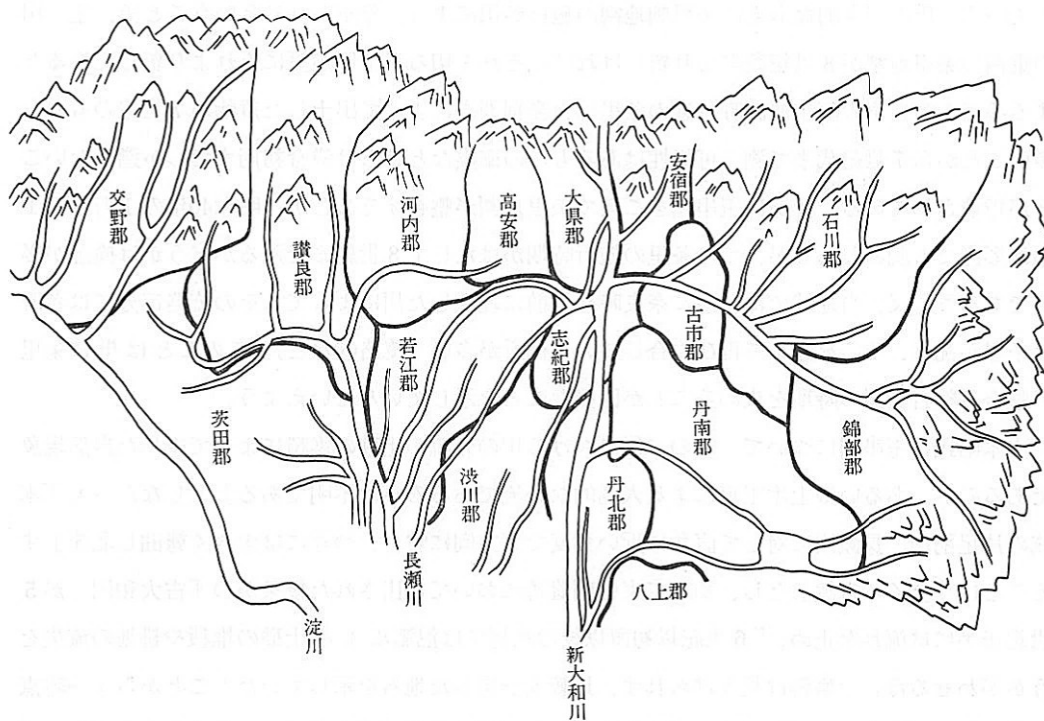 交野郡
讃良郡
河内郡
高安郡
大県郡
安宿郡
石川郡
茨田郡
若江郡
志紀郡
古市郡
丹南郡
錦部郡
渋川郡
丹北郡
八上郡
長瀬川
淀川
新大和川